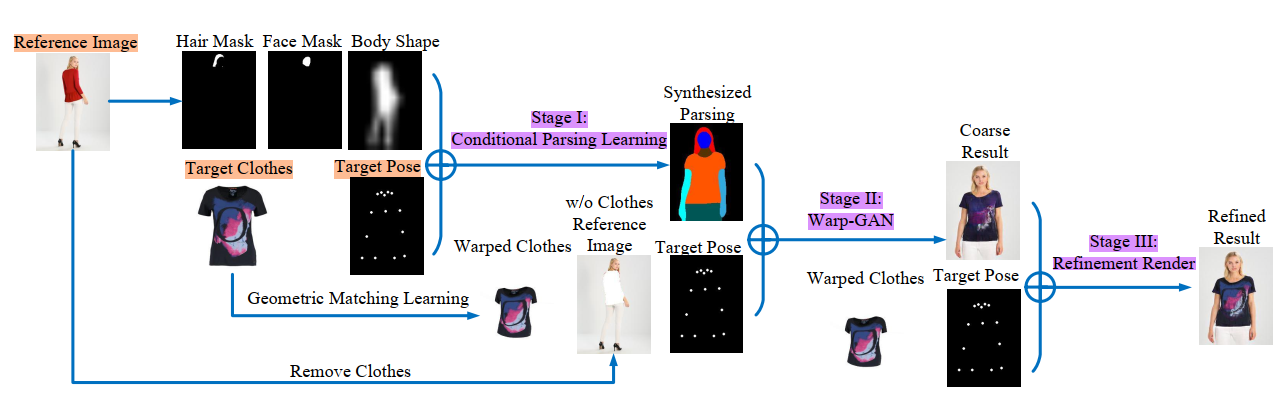 Reference Image
Hair Mask
Face Mask
Body Shape
Target Clothes
Target Pose
Stage I:
Conditional Parsing Learning
Synthesized
Parsing
w/o Clothes
Reference
Image
Warped Clothes
Target Pose
Geometric Matching Learning
Remove Clothes
Stage II:
Warp-GAN
Coarse
Result
Warped Clothes
Target Pose
Stage III:
Refinement Render
Refined
Result